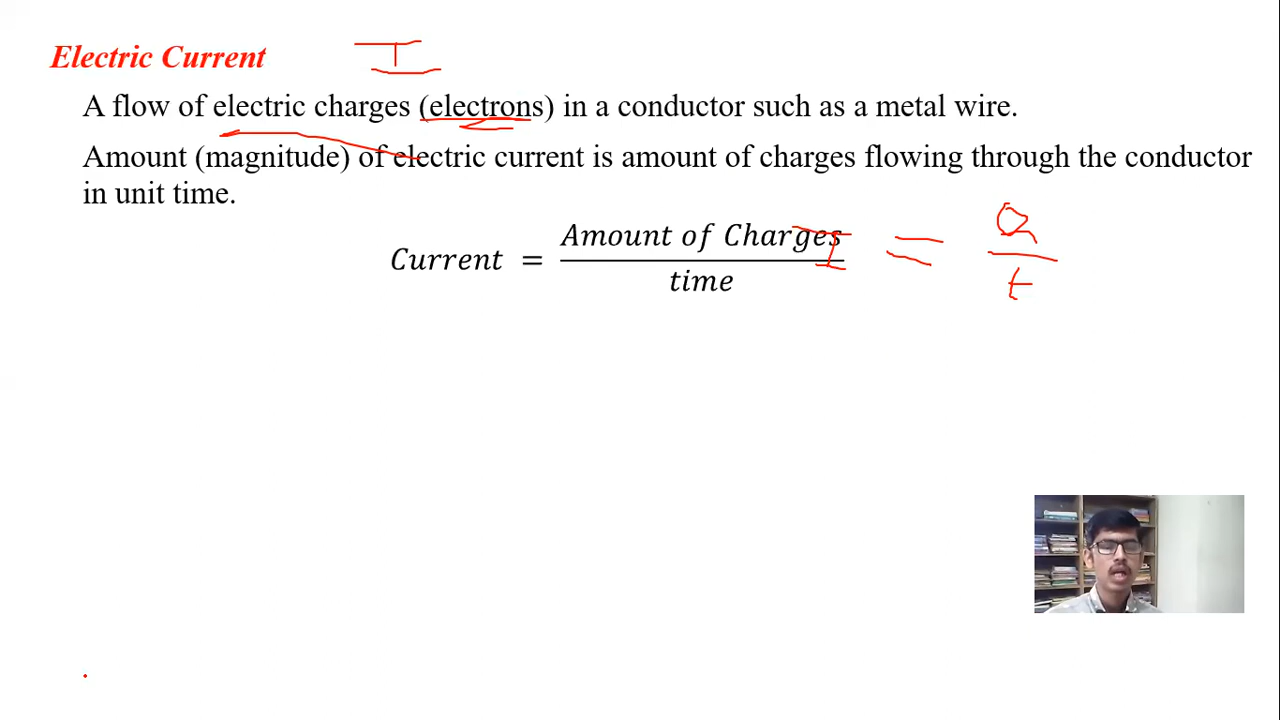 Electric Current I
A flow of electric charges (electrons) in a conductor such as a metal wire.
Amount (magnitude) of electric current is amount of charges flowing through the conductor
in unit time.
Current = Amount of Charges / time I = Q / t